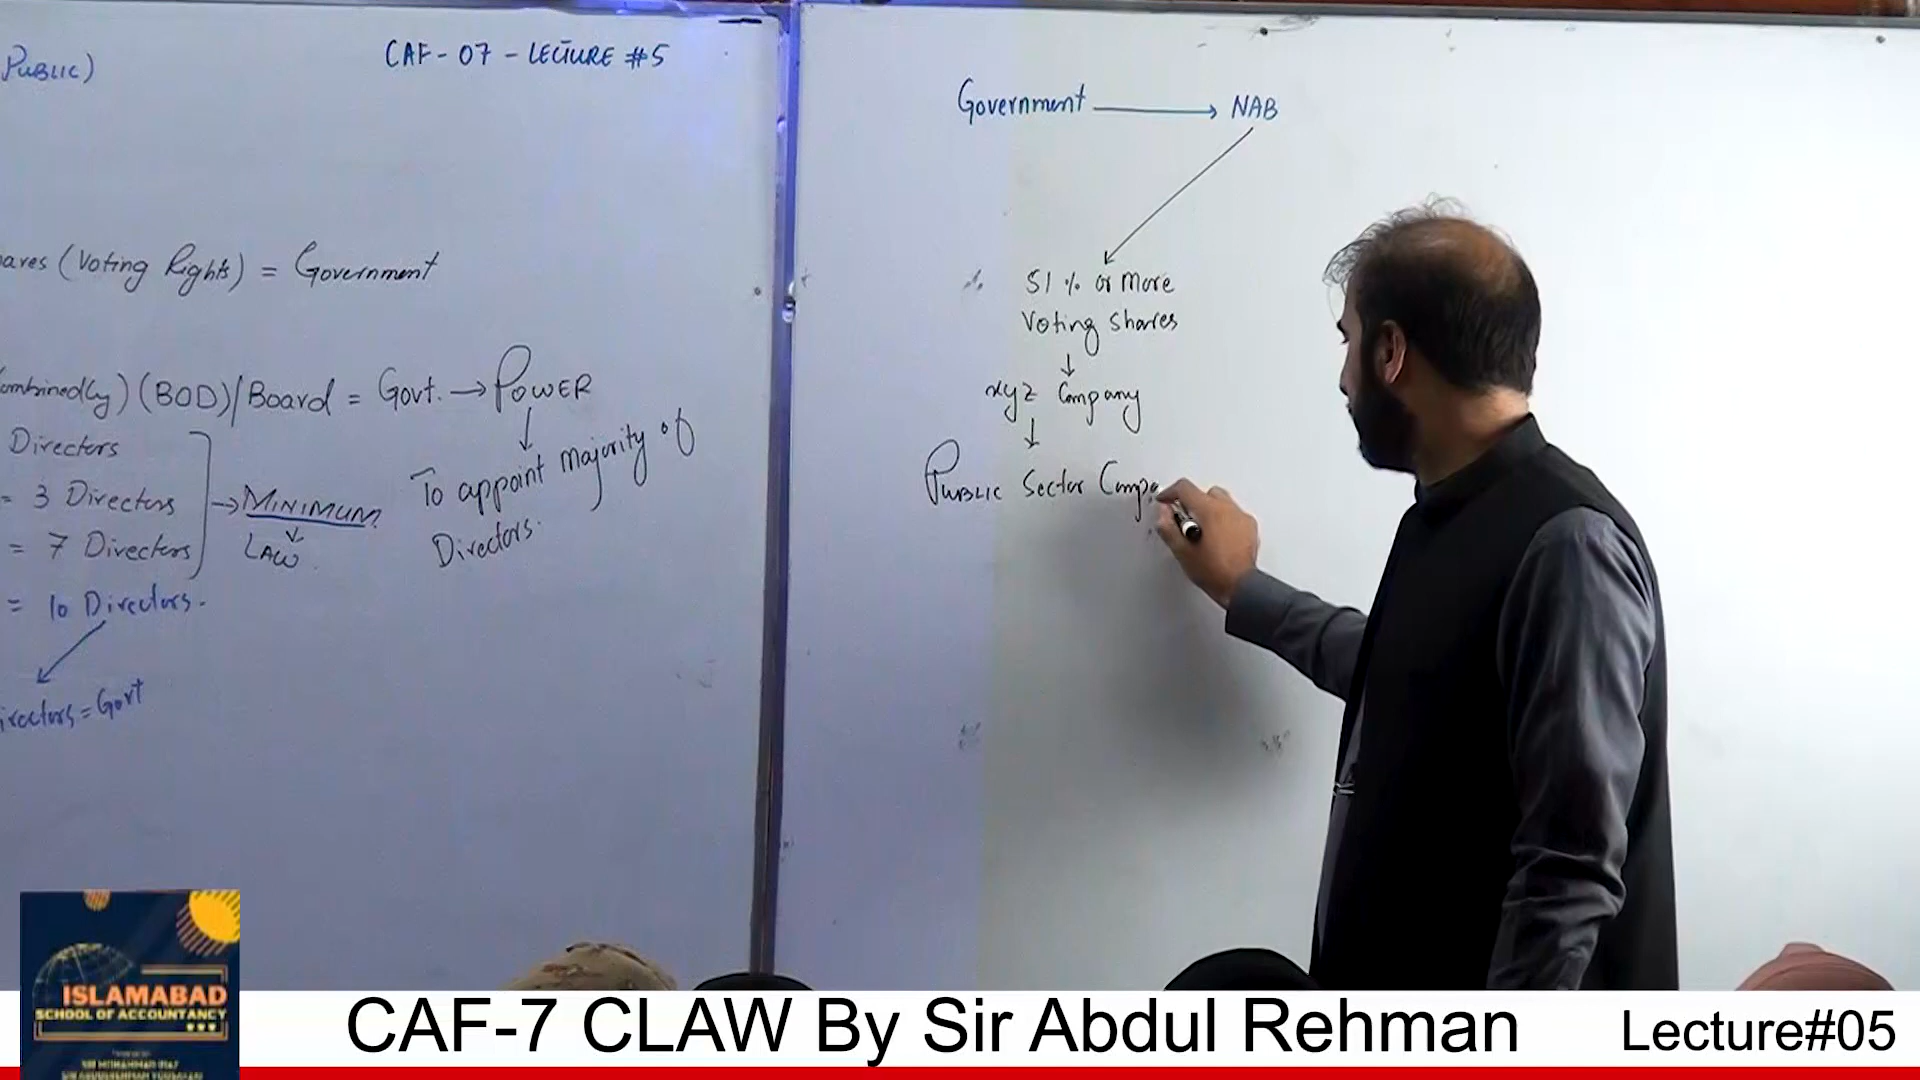 PUBLIC)
CAF-07 - LECTURE #5
ares (Voting Rights) = Government
ombinedly) (BOD)/Board = Govt. → POWER
To appoint majority of
Directors.
Directors
= 3 Directors
= 7 Directors
→ MINIMUM
LAW
= 10 Directors.
irectors = Govt
Government → NAB
51 % or more
Voting shares
xyz Company
PUBLIC Sector Compa
ISLAMABAD
SCHOOL OF ACCOUNTANCY
CAF-7 CLAW By Sir Abdul Rehman
Lecture#05